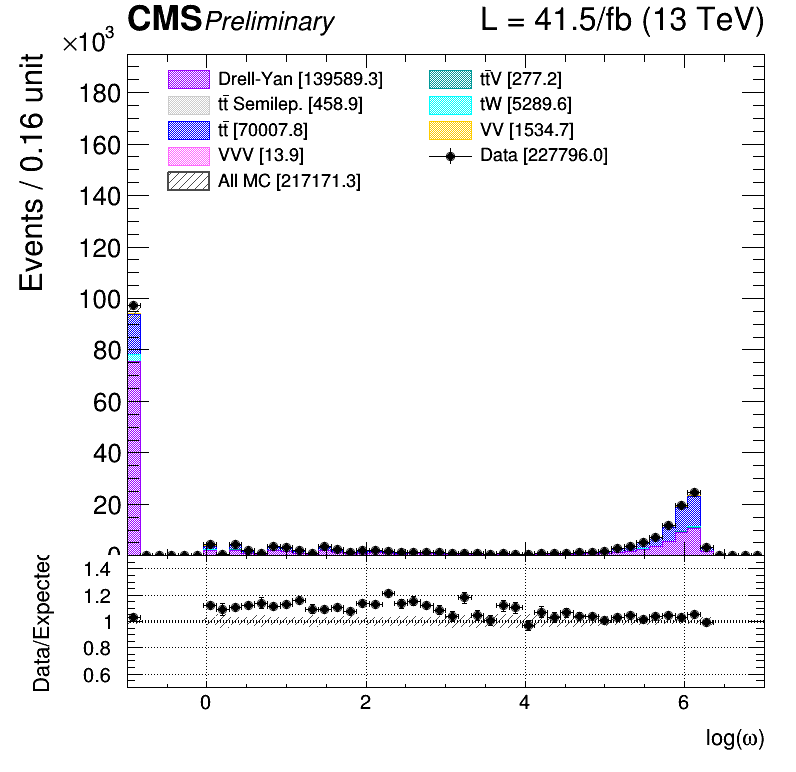 CMS Preliminary L = 41.5/fb (13 TeV)
×10³
Events / 0.16 unit
180
160
140
120
100
80
60
40
20
0
Drell-Yan [139589.3]
tt̄ Semilep. [458.9]
tt̄ [70007.8]
VVV [13.9]
All MC [217171.3]
tt̄V [277.2]
tW [5289.6]
VV [1534.7]
Data [227796.0]
Data/Expected
1.4
1.2
1
0.8
0.6
0 2 4 6
log(ω)